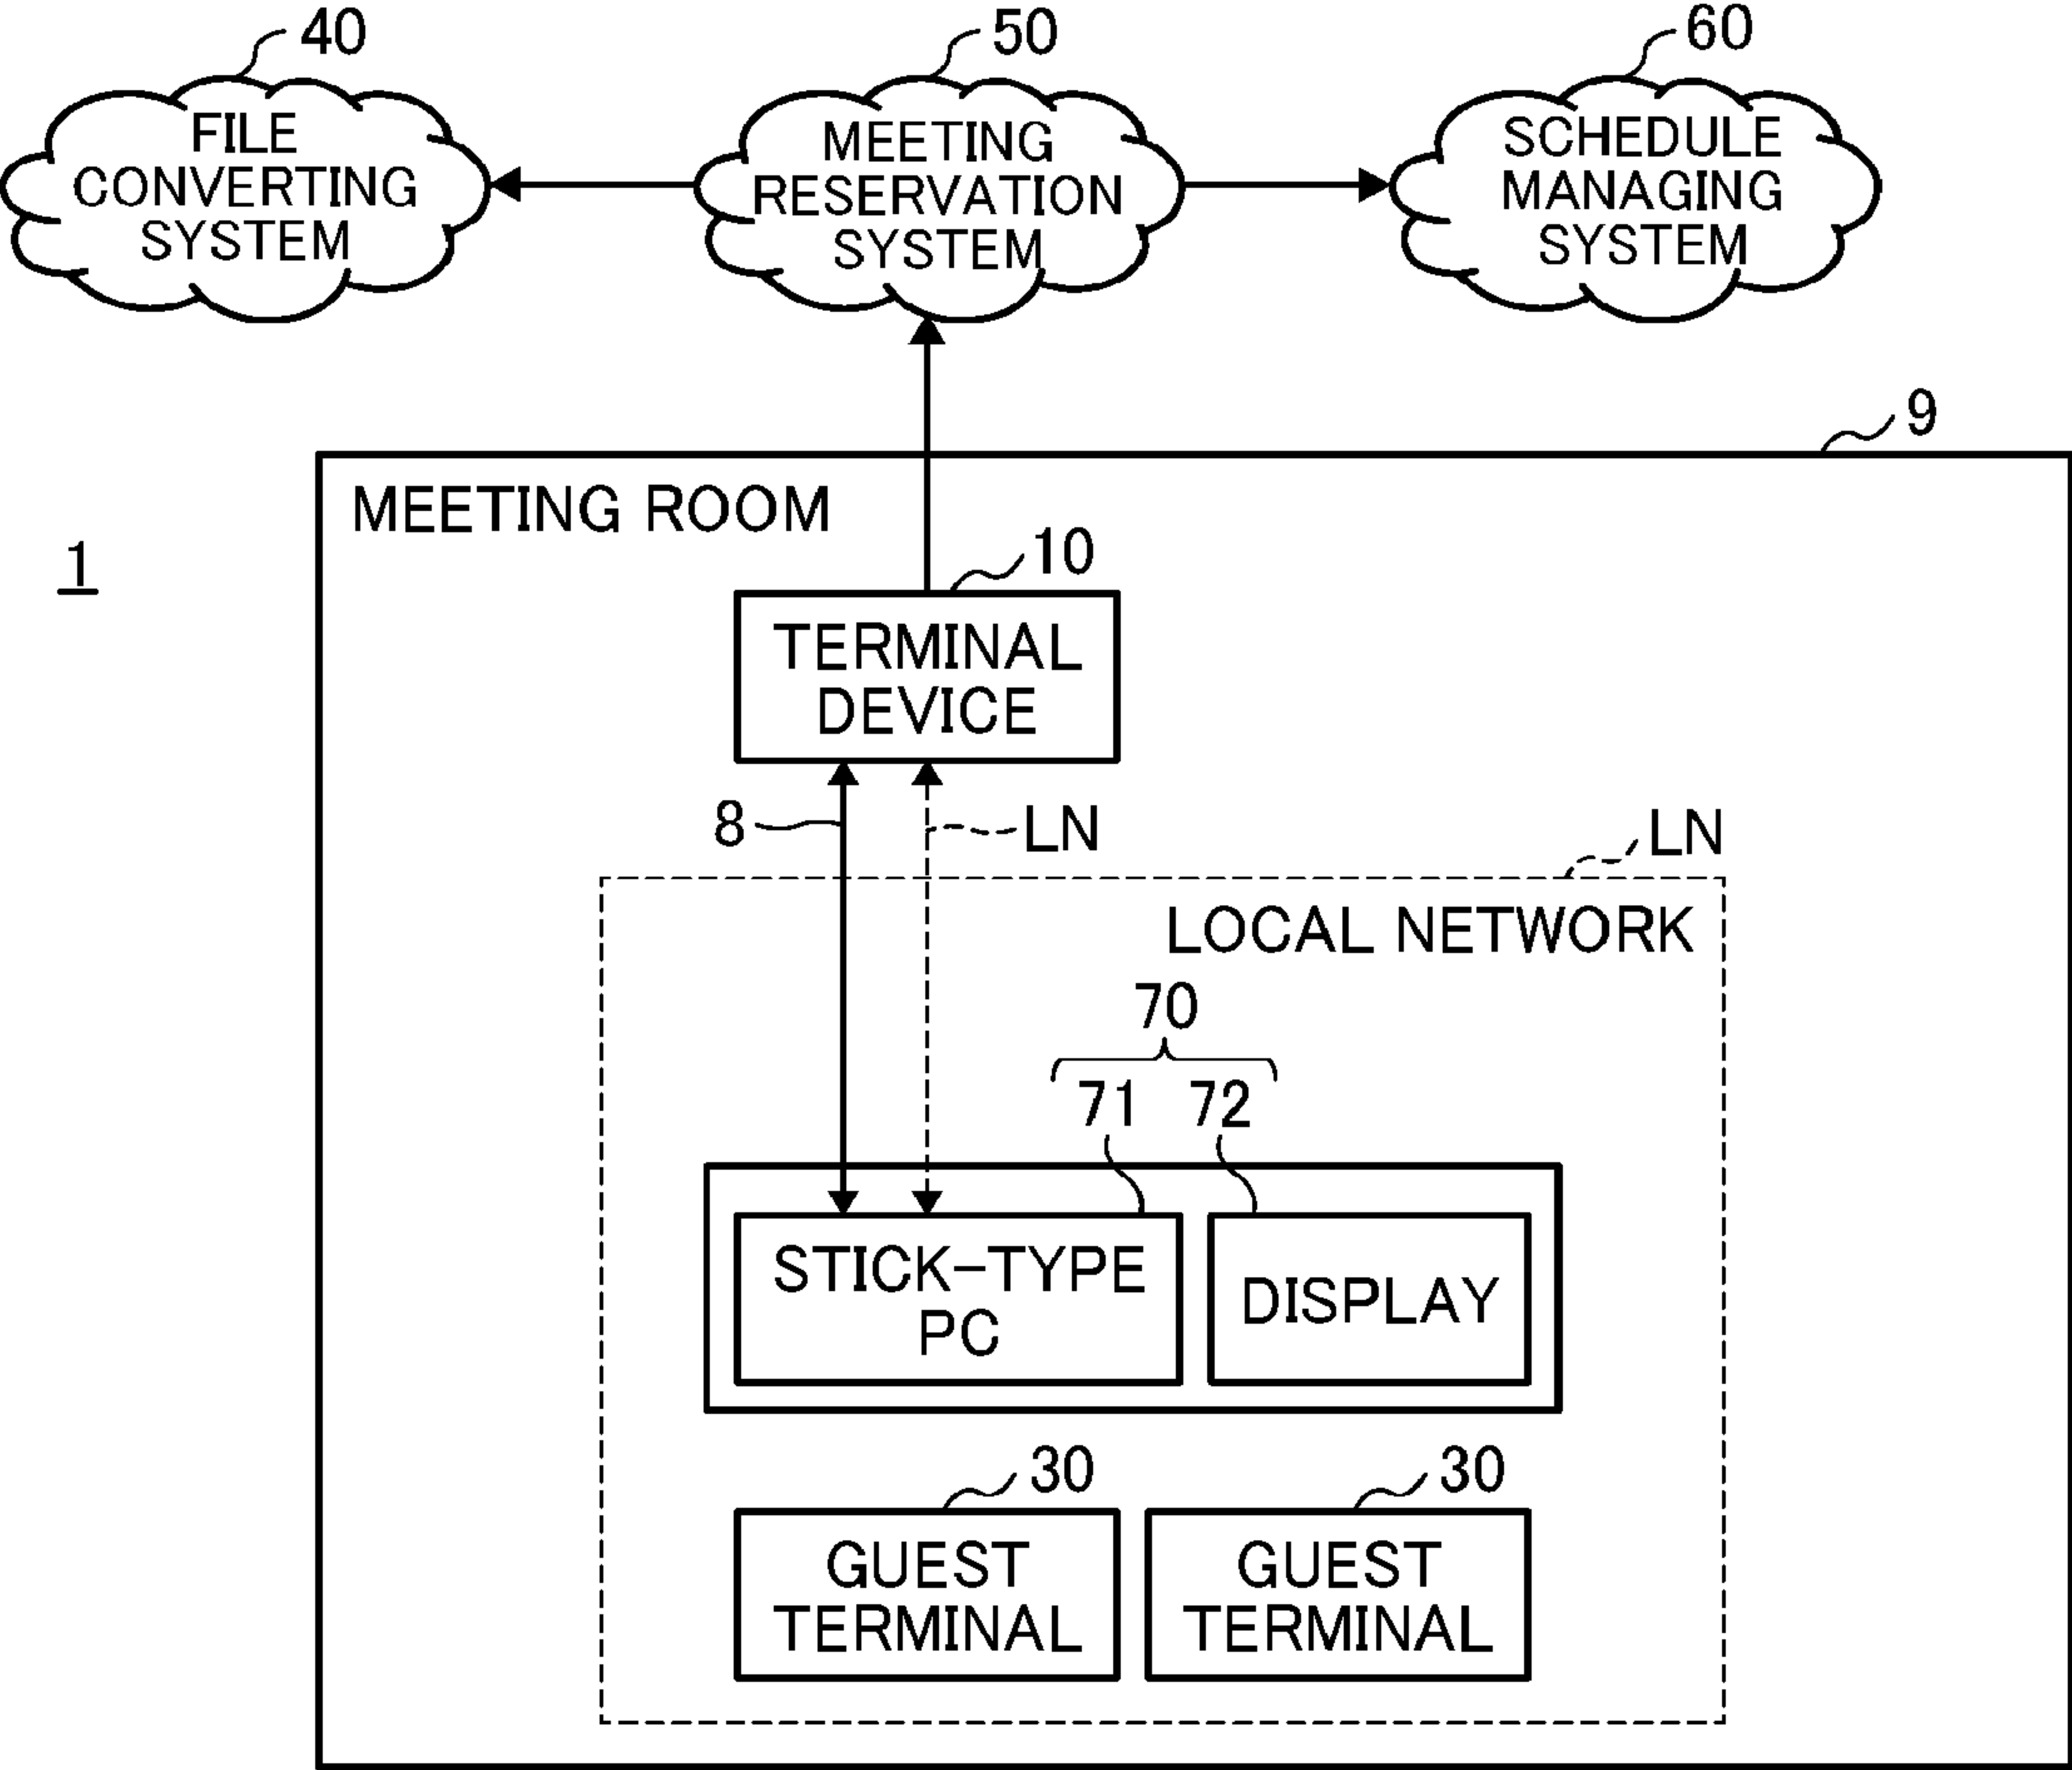 40
50
60
FILE
CONVERTING
SYSTEM
MEETING
RESERVATION
SYSTEM
SCHEDULE
MANAGING
SYSTEM
9
MEETING ROOM
1
10
TERMINAL
DEVICE
8
LN
LN
LOCAL NETWORK
70
71
72
STICK-TYPE
PC
DISPLAY
30
30
GUEST
TERMINAL
GUEST
TERMINAL